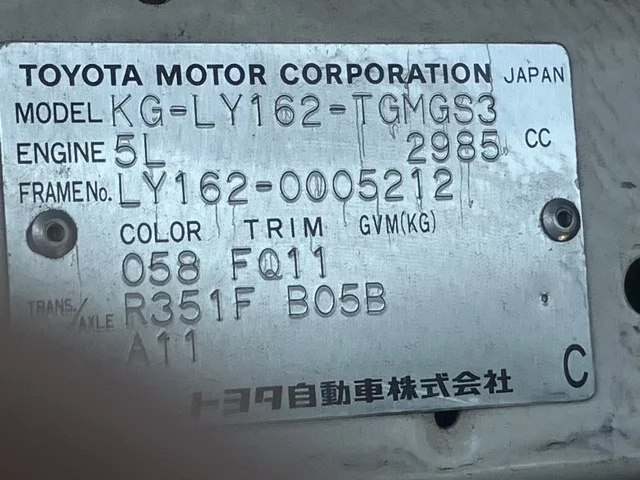 TOYOTA MOTOR CORPORATION JAPAN
MODEL KG-LY162-TGMGS3
ENGINE 5L 2985 CC
FRAME No. LY162-0005212
COLOR TRIM GVM(KG)
058 FQ11
TRANS./AXLE R351F B05B
A11
トヨタ自動車株式会社 C